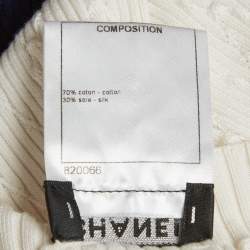 COMPOSITION
70% coton - cotton
30% soie - silk
820066
CHANEL